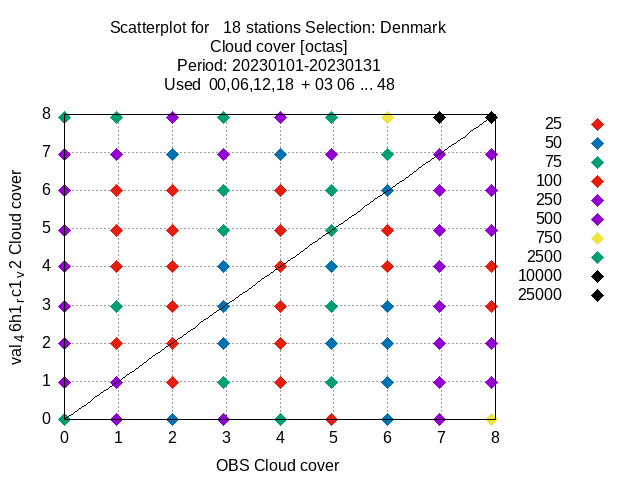 Scatterplot for 18 stations Selection: Denmark
Cloud cover [octas]
Period: 20230101-20230131
Used 00,06,12,18 + 03 06 ... 48
val46h1rc1v2 Cloud cover
8
7
6
5
4
3
2
1
0
0 1 2 3 4 5 6 7 8
OBS Cloud cover
25
50
75
100
250
500
750
2500
10000
25000